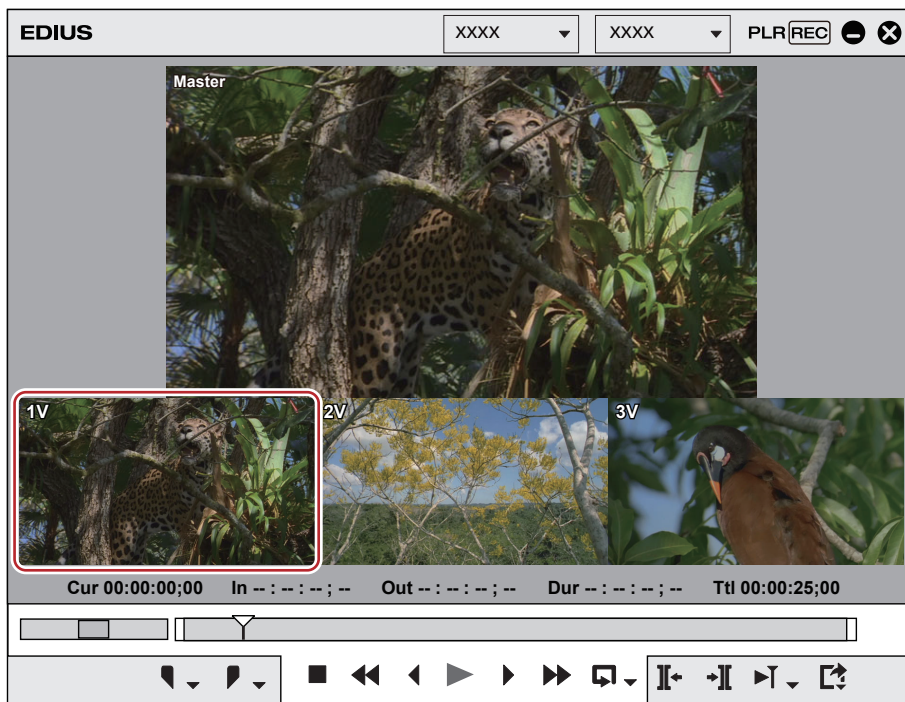 EDIUS XXXX XXXX PLR REC
Master
1V 2V 3V
Cur 00:00:00;00 In -- : -- : -- ; -- Out -- : -- : -- ; -- Dur -- : -- : -- ; -- Ttl 00:00:25;00